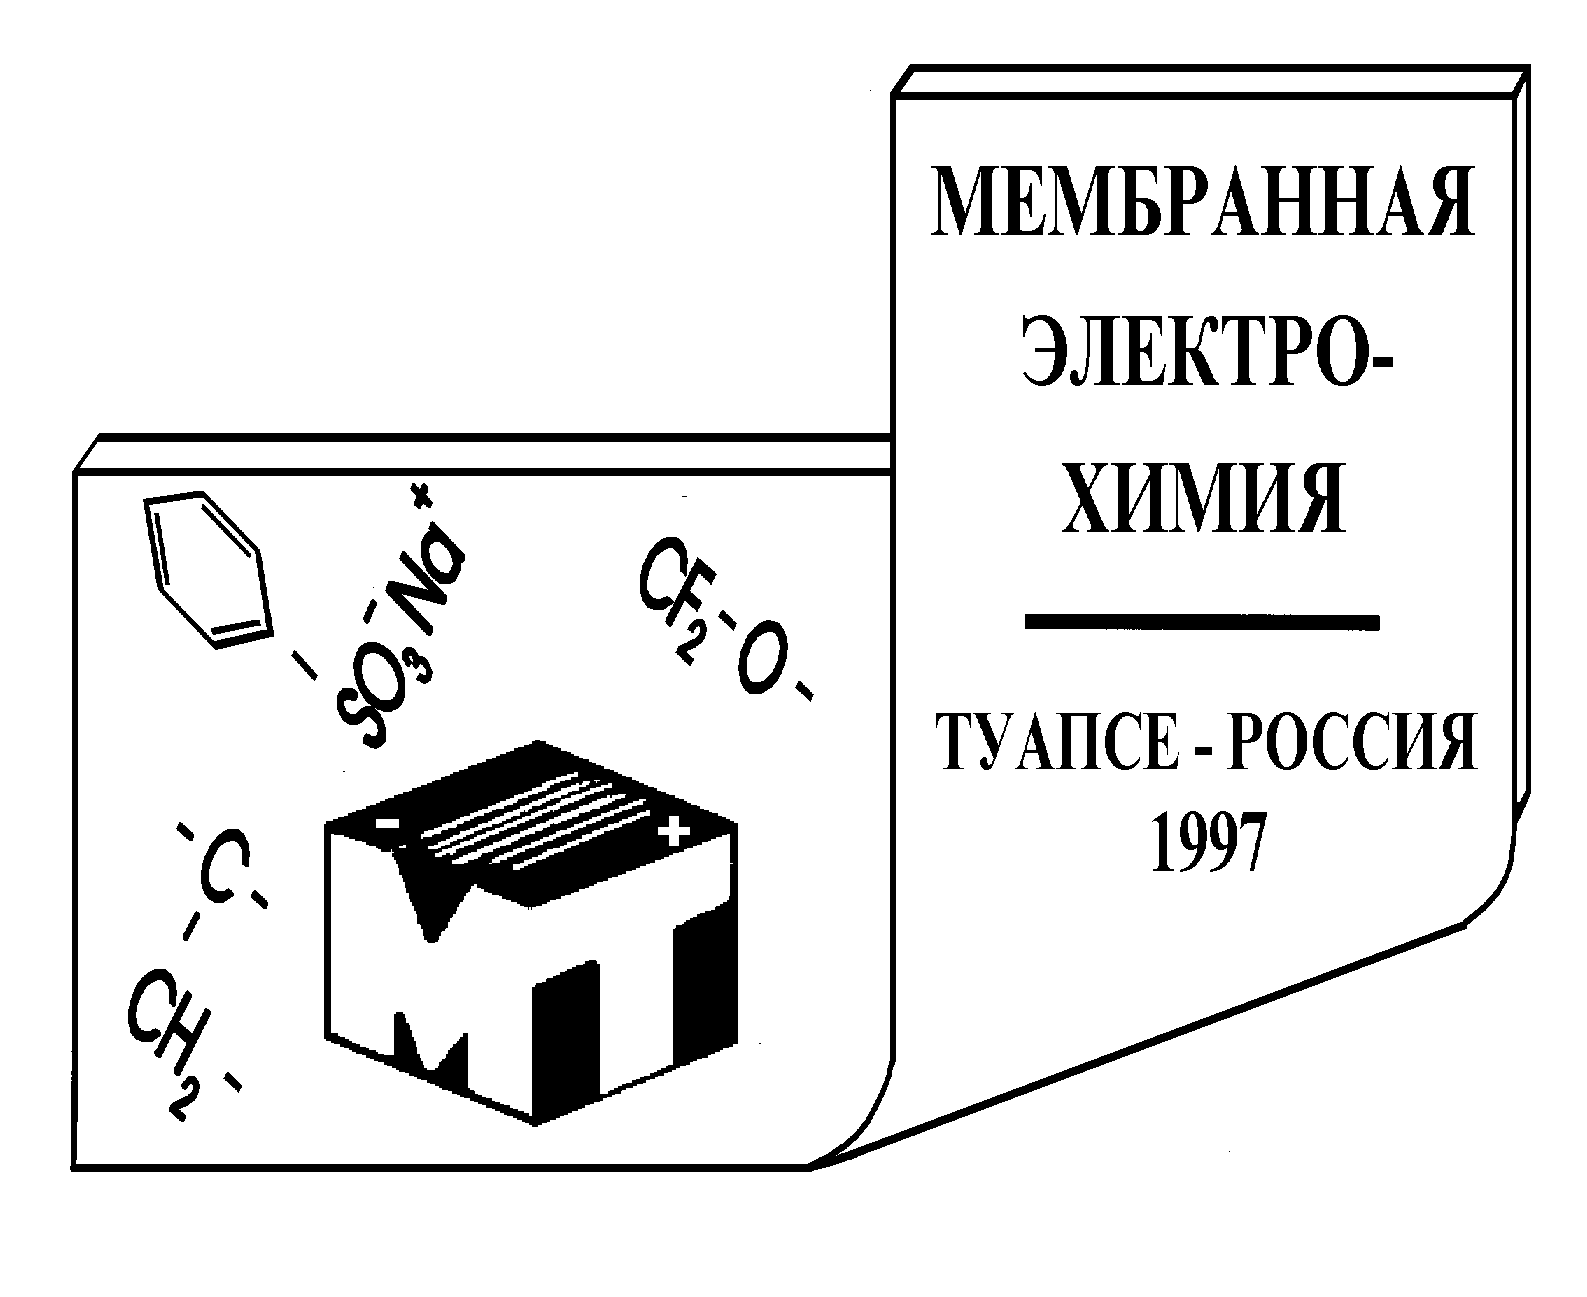 МЕМБРАННАЯ
ЭЛЕКТРО-
ХИМИЯ
ТУАПСЕ - РОССИЯ
1997
SO₃⁻Na⁺
CF₂-O-
-C-
CH₂-
- +
М П